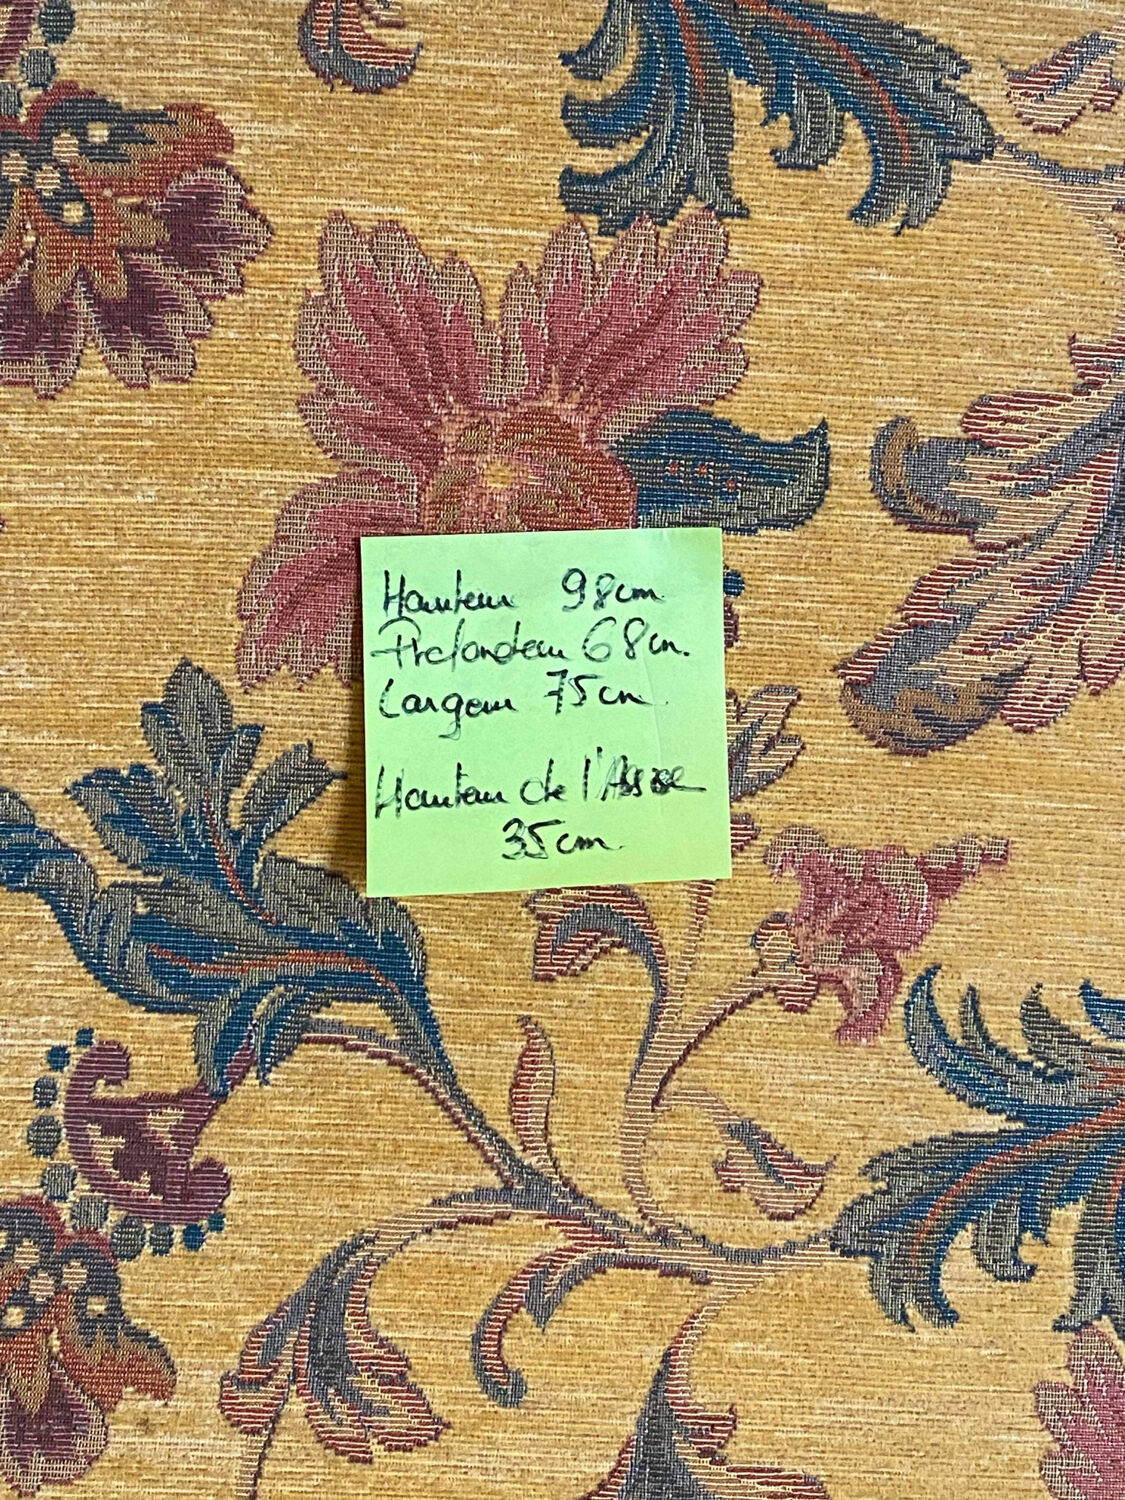 Hauteur 98cm
Profondeur 68cm.
Largeur 75cm
Hauteur de l'Assise
35cm.